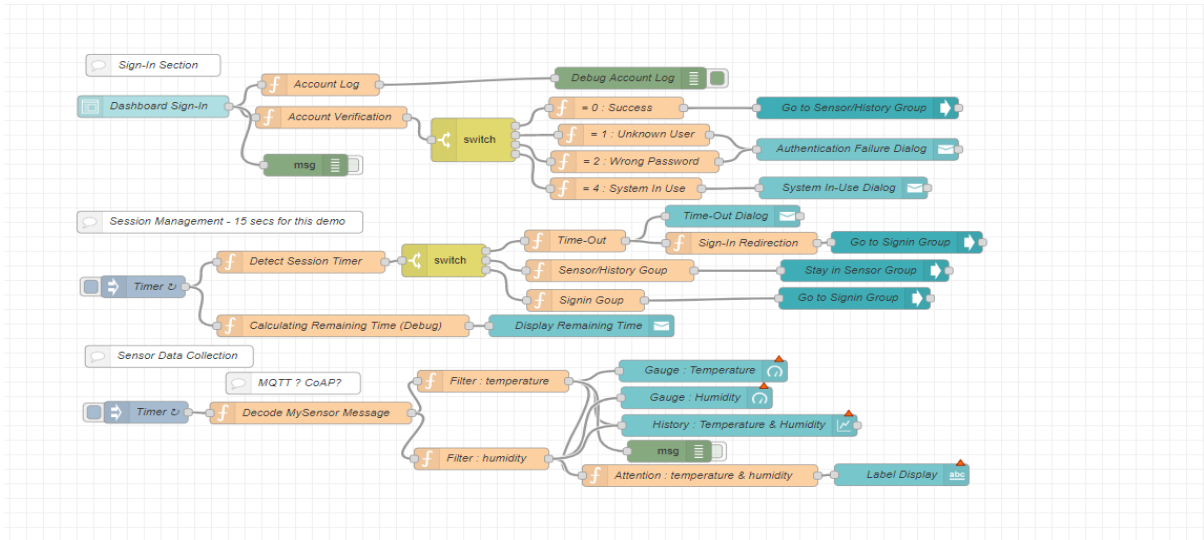 Sign-In Section
Account Log
Debug Account Log
Dashboard Sign-In
Account Verification
msg
switch
= 0 : Success
Go to Sensor/History Group
= 1 : Unknown User
Authentication Failure Dialog
= 2 : Wrong Password
= 4 : System In Use
System In-Use Dialog
Session Management - 15 secs for this demo
Time-Out Dialog
Time-Out
Sign-In Redirection
Go to Signin Group
Detect Session Timer
switch
Sensor/History Goup
Stay in Sensor Group
Timer ↻
Signin Goup
Go to Signin Group
Calculating Remaining Time (Debug)
Display Remaining Time
Sensor Data Collection
MQTT ? CoAP?
Filter : temperature
Gauge : Temperature
Gauge : Humidity
Timer ↻
Decode MySensor Message
History : Temperature & Humidity
msg
Filter : humidity
Attention : temperature & humidity
Label Display
abc